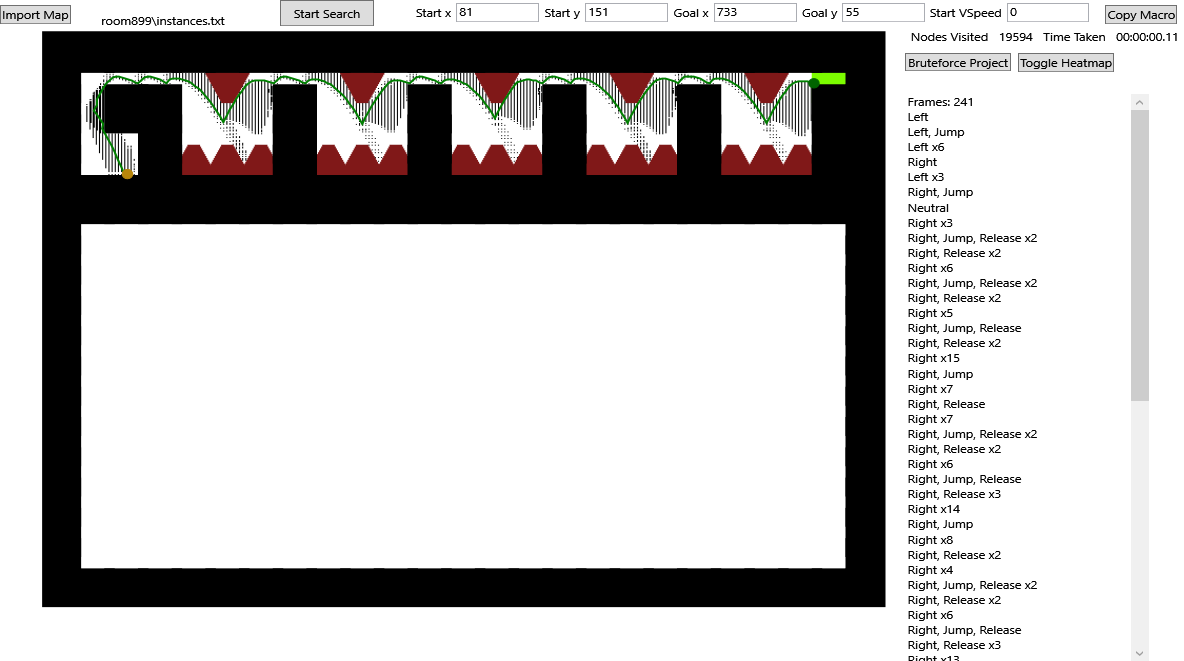 Import Map
room899\instances.txt
Start Search
Start x 81 Start y 151 Goal x 733 Goal y 55 Start VSpeed 0
Copy Macro
Nodes Visited 19594 Time Taken 00:00:00.11
Bruteforce Project Toggle Heatmap
Frames: 241
Left
Left, Jump
Left x6
Right
Left x3
Right, Jump
Neutral
Right x3
Right, Jump, Release x2
Right, Release x2
Right x6
Right, Jump, Release x2
Right, Release x2
Right x5
Right, Jump, Release
Right, Release x2
Right x15
Right, Jump
Right x7
Right, Release
Right x7
Right, Jump, Release x2
Right, Release x2
Right x6
Right, Jump, Release
Right, Release x3
Right x14
Right, Jump
Right x8
Right, Release x2
Right x4
Right, Jump, Release x2
Right, Release x2
Right x6
Right, Jump, Release
Right, Release x3
Right x13